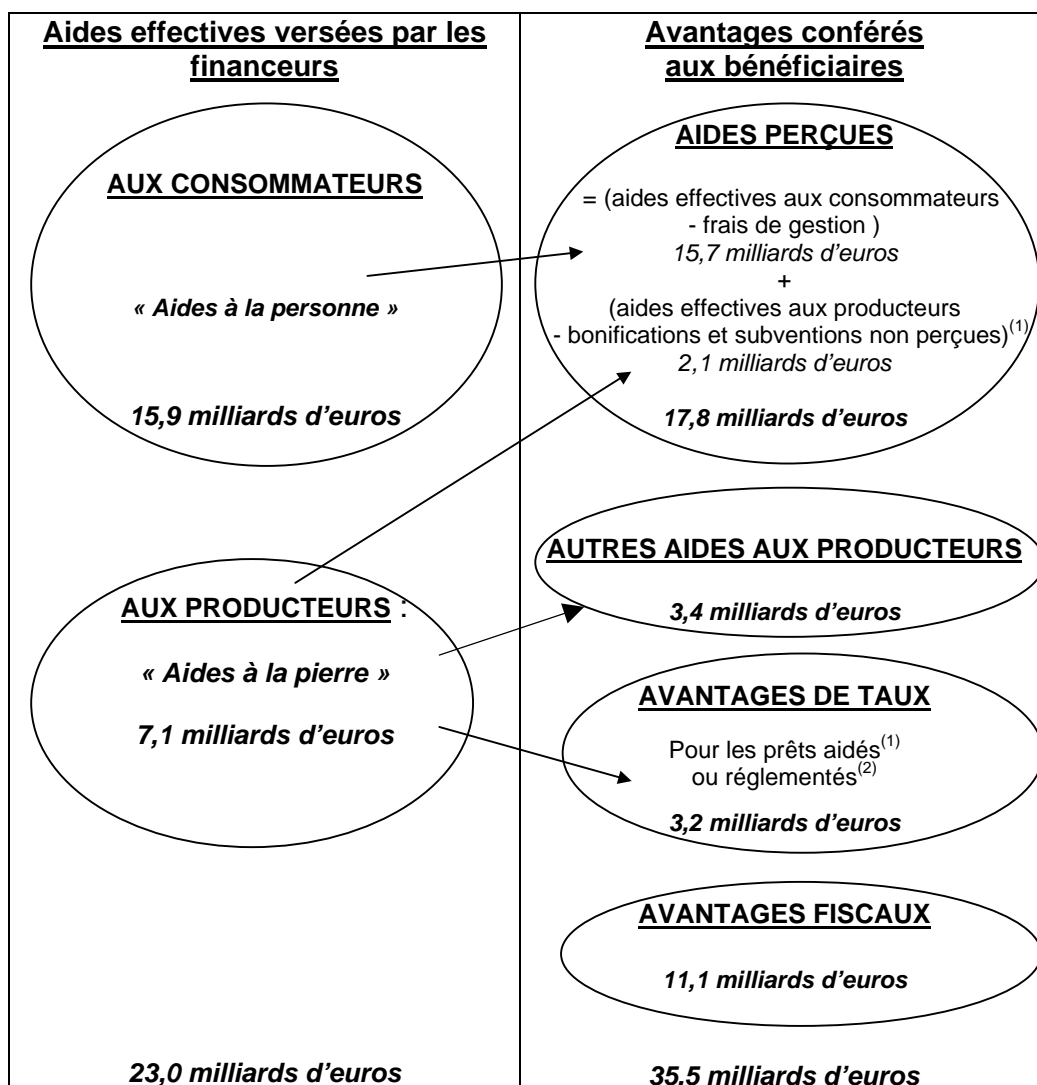 Aides effectives versées par les
financeurs
AUX CONSOMMATEURS
« Aides à la personne »
15,9 milliards d’euros
AUX PRODUCTEURS :
« Aides à la pierre »
7,1 milliards d’euros
23,0 milliards d’euros
Avantages conférés
aux bénéficiaires
AIDES PERÇUES
= (aides effectives aux consommateurs
- frais de gestion )
15,7 milliards d’euros
+
(aides effectives aux producteurs
- bonifications et subventions non perçues)(1)
2,1 milliards d’euros
17,8 milliards d’euros
AUTRES AIDES AUX PRODUCTEURS
3,4 milliards d’euros
AVANTAGES DE TAUX
Pour les prêts aidés(1)
ou réglementés(2)
3,2 milliards d’euros
AVANTAGES FISCAUX
11,1 milliards d’euros
35,5 milliards d’euros